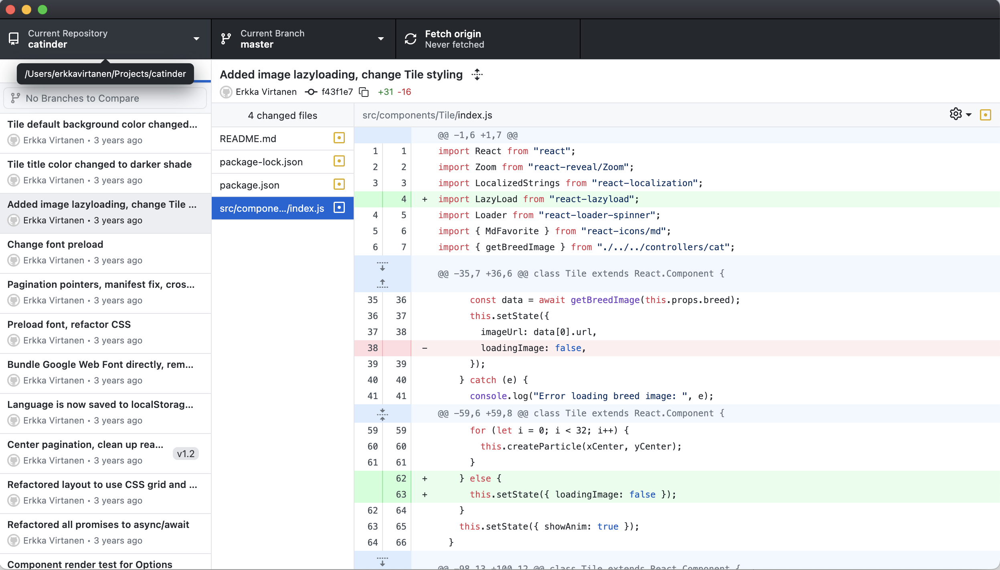 Current Repository
catinder
Current Branch
master
Fetch origin
Never fetched
/Users/erkkavirtanen/Projects/catinder
No Branches to Compare
Tile default background color changed...
Erkka Virtanen • 3 years ago
Tile title color changed to darker shade
Erkka Virtanen • 3 years ago
Added image lazyloading, change Tile ...
Erkka Virtanen • 3 years ago
Change font preload
Erkka Virtanen • 3 years ago
Pagination pointers, manifest fix, cros...
Erkka Virtanen • 3 years ago
Preload font, refactor CSS
Erkka Virtanen • 3 years ago
Bundle Google Web Font directly, rem...
Erkka Virtanen • 3 years ago
Language is now saved to localStorag...
Erkka Virtanen • 3 years ago
Center pagination, clean up rea...
Erkka Virtanen • 3 years ago
v1.2
Refactored layout to use CSS grid and ...
Erkka Virtanen • 3 years ago
Refactored all promises to async/await
Erkka Virtanen • 3 years ago
Component render test for Options
Added image lazyloading, change Tile styling
Erkka Virtanen f43f1e7 +31 -16
4 changed files
README.md
package-lock.json
package.json
src/compone.../index.js
src/components/Tile/index.js
@@ -1,6 +1,7 @@
1 1 import React from "react";
2 2 import Zoom from "react-reveal/Zoom";
3 3 import LocalizedStrings from "react-localization";
4 + import LazyLoad from "react-lazyload";
4 5 import Loader from "react-loader-spinner";
5 6 import { MdFavorite } from "react-icons/md";
6 7 import { getBreedImage } from "./../../controllers/cat";
@@ -35,7 +36,6 @@ class Tile extends React.Component {
35 36 const data = await getBreedImage(this.props.breed);
36 37 this.setState({
37 38 imageUrl: data[0].url,
38 - loadingImage: false,
39 39 });
40 40 } catch (e) {
41 41 console.log("Error loading breed image: ", e);
@@ -59,6 +59,8 @@ class Tile extends React.Component {
59 59 for (let i = 0; i < 32; i++) {
60 60 this.createParticle(xCenter, yCenter);
61 61 }
62 + } else {
63 + this.setState({ loadingImage: false });
62 64 }
63 65 this.setState({ showAnim: true });
64 66 }
@@ -98,13 +100,12 @@ class Tile extends React.Component {